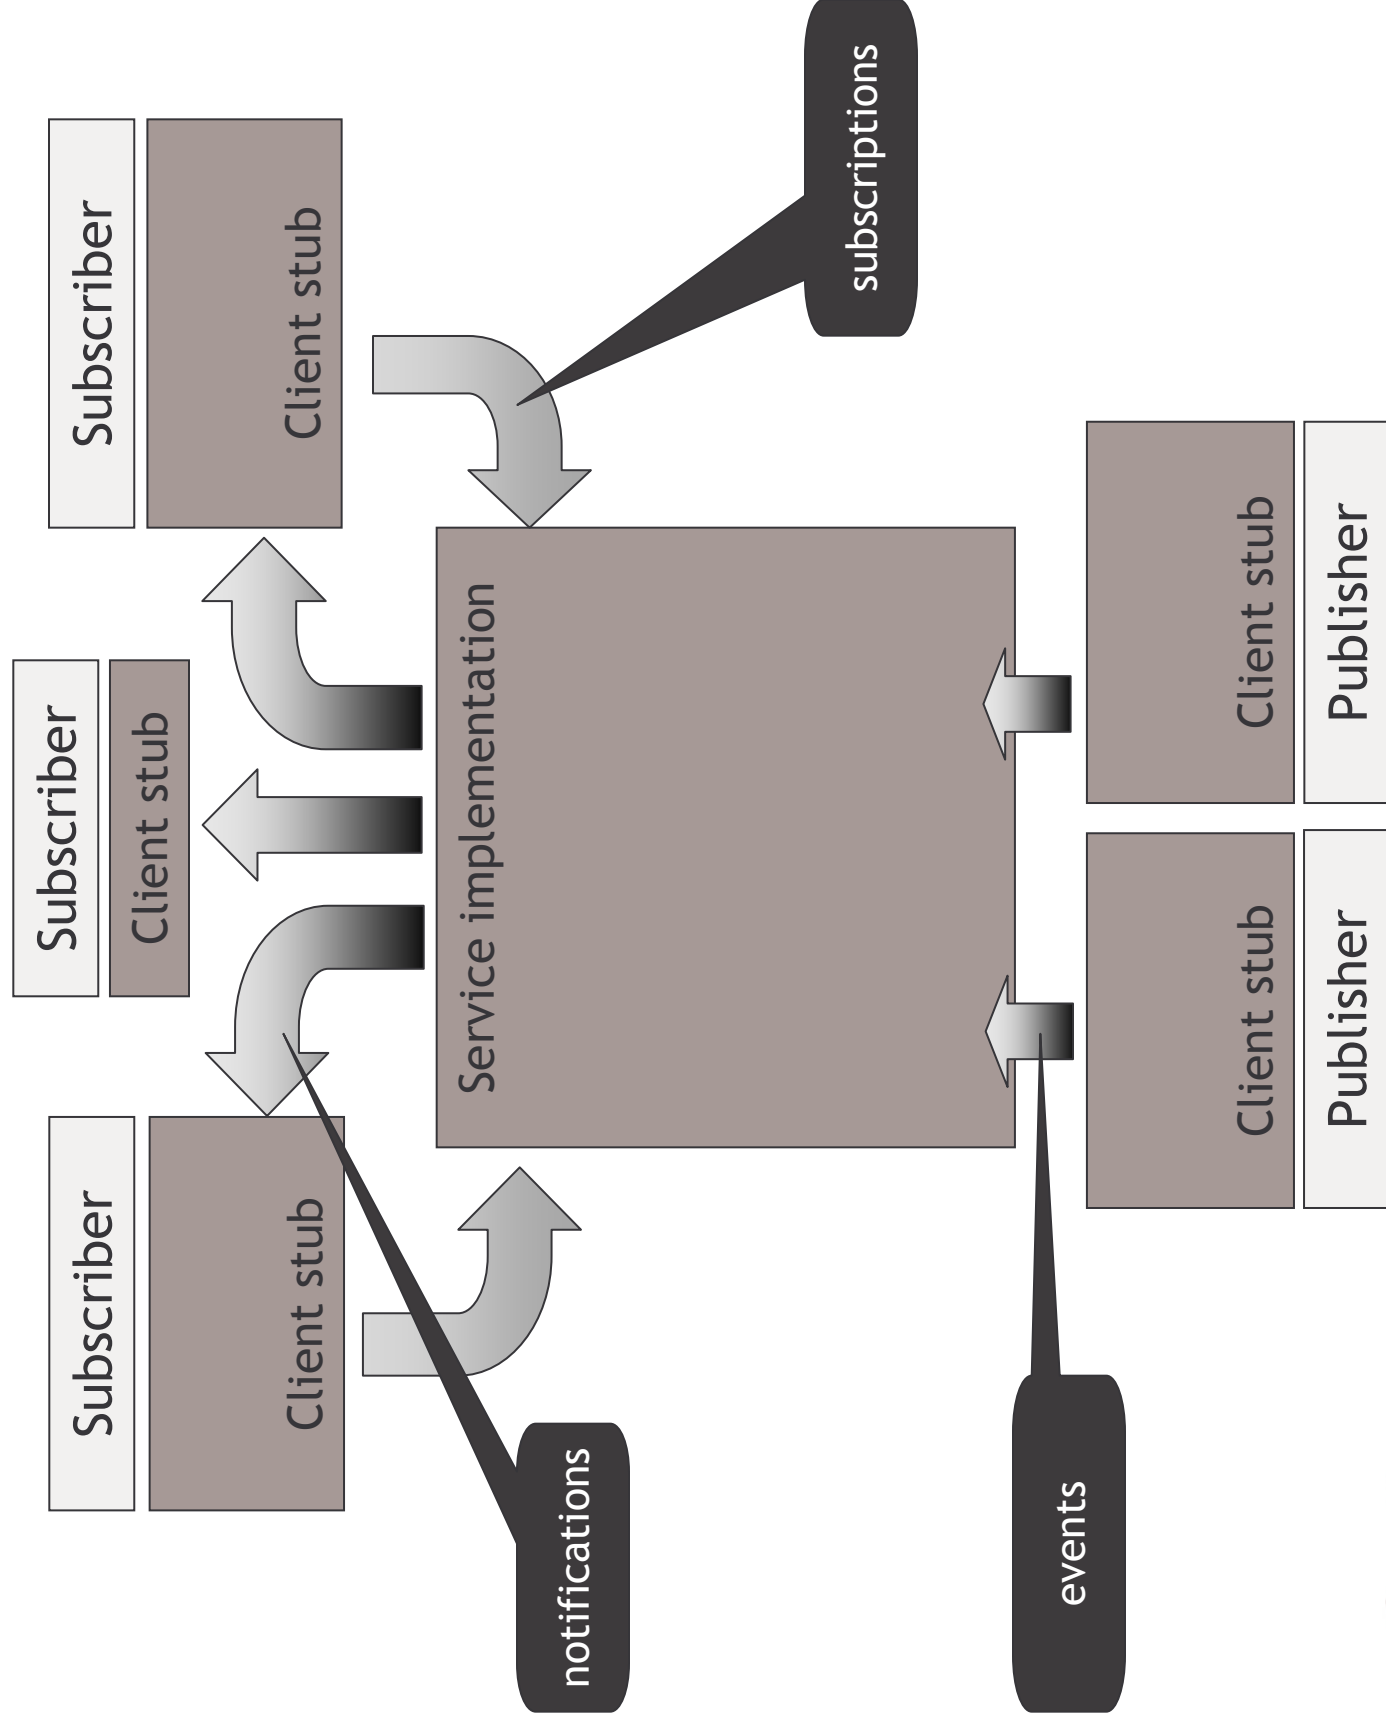 Subscriber
Subscriber
Subscriber
Client stub
Client stub
Client stub
Service implementation
notifications
subscriptions
events
Client stub
Client stub
Publisher
Publisher